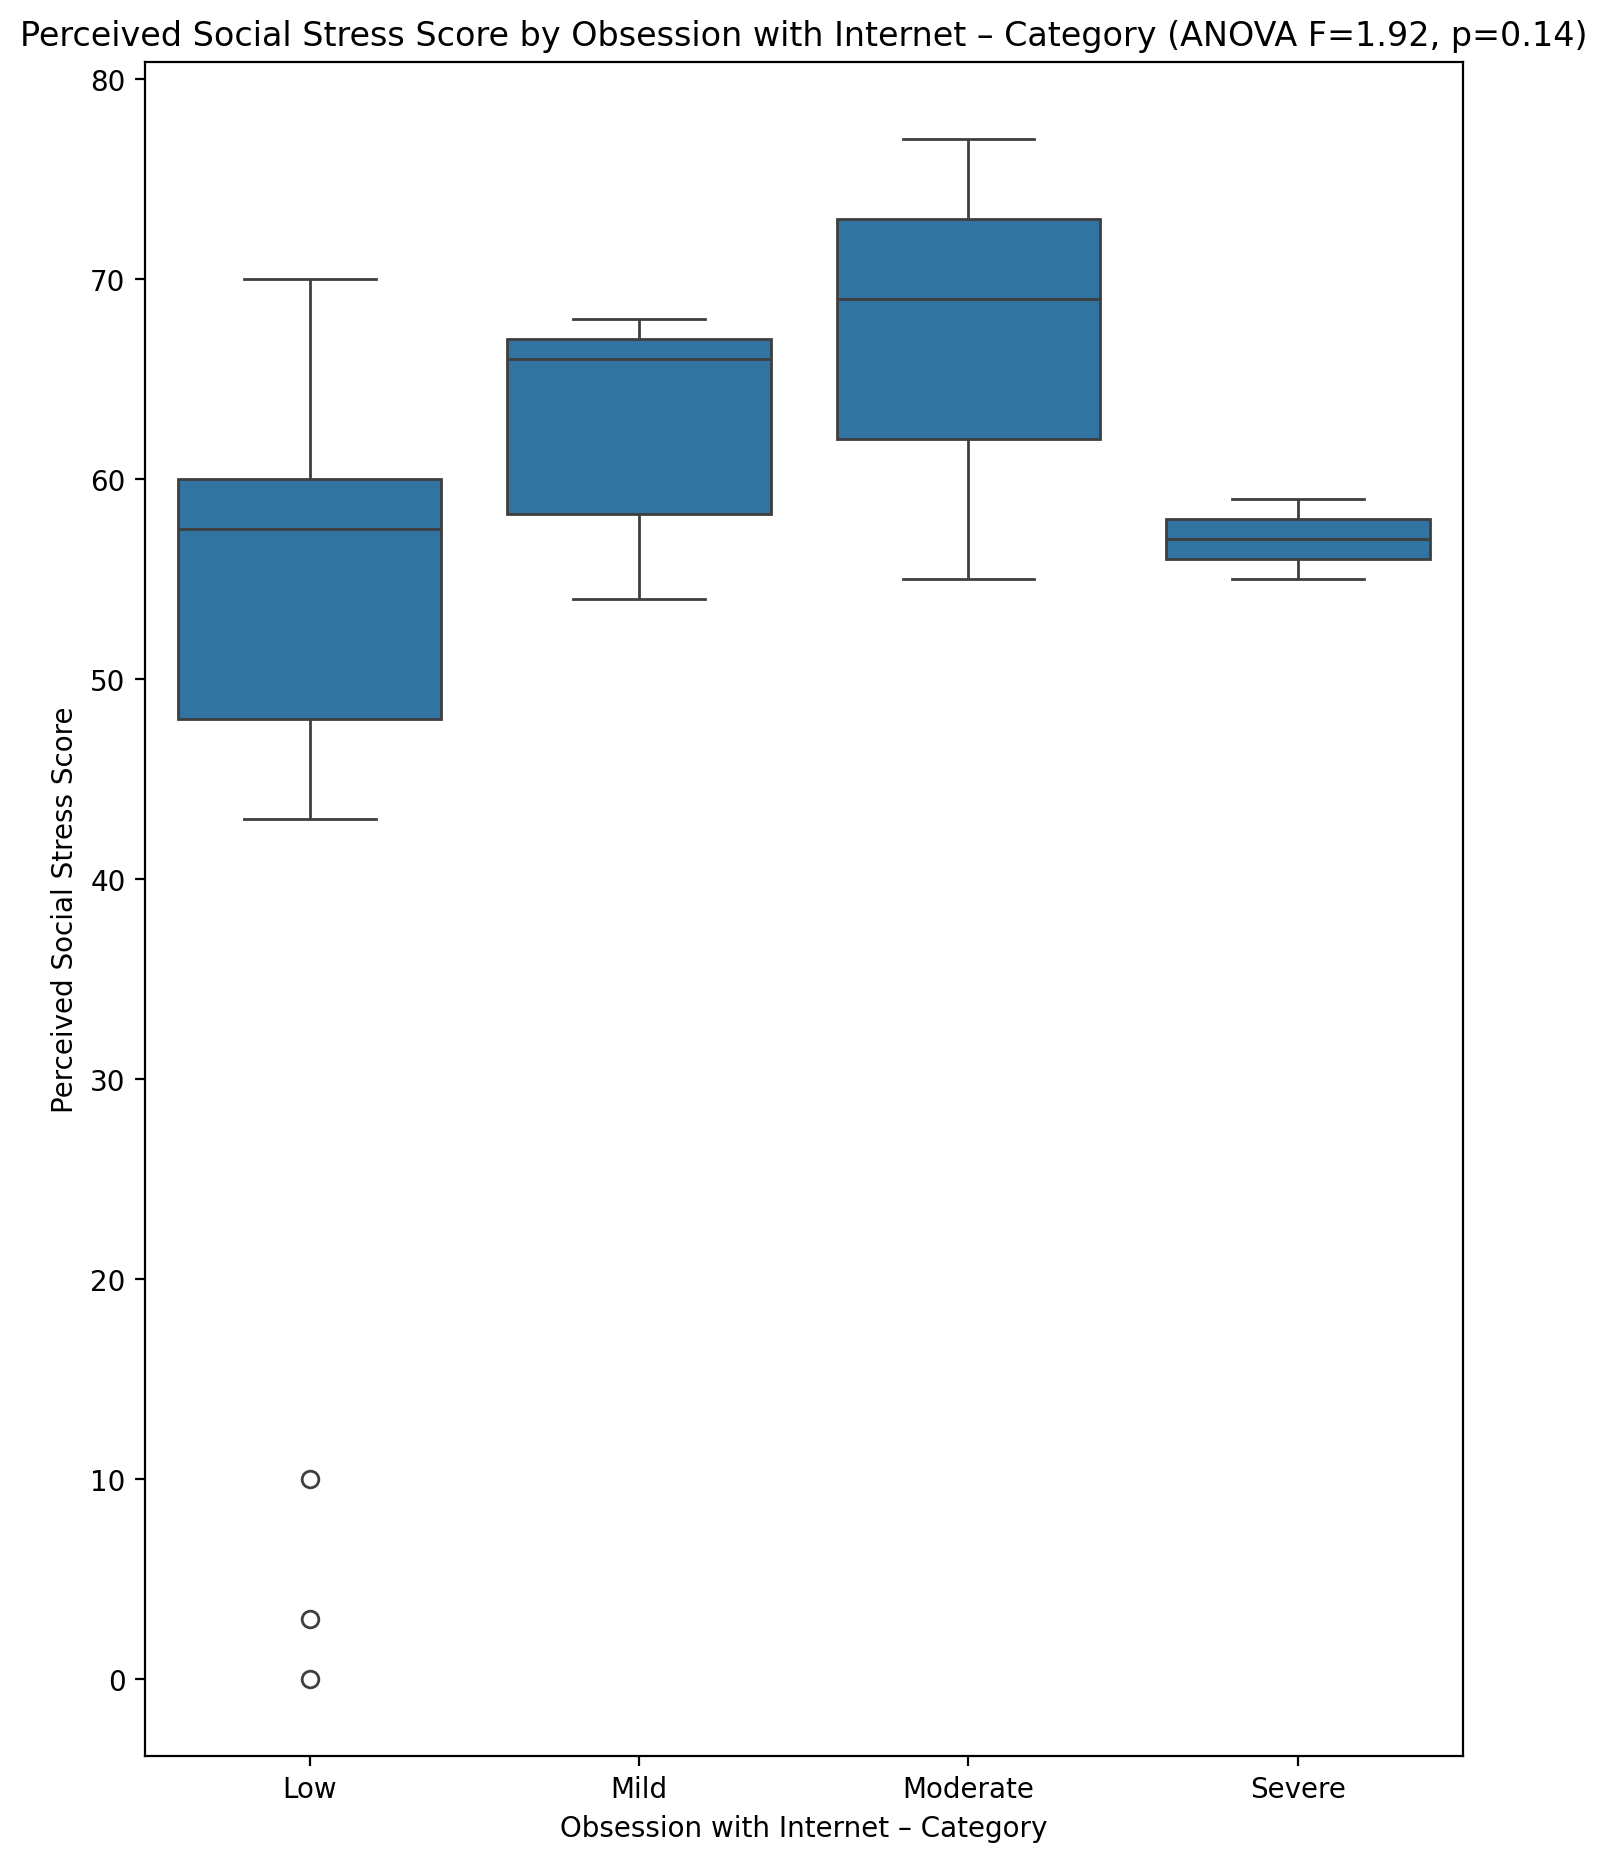 Perceived Social Stress Score by Obsession with Internet – Category (ANOVA F=1.92, p=0.14)
80
70
60
50
40
30
20
10
0
Perceived Social Stress Score
Low
Mild
Moderate
Severe
Obsession with Internet – Category